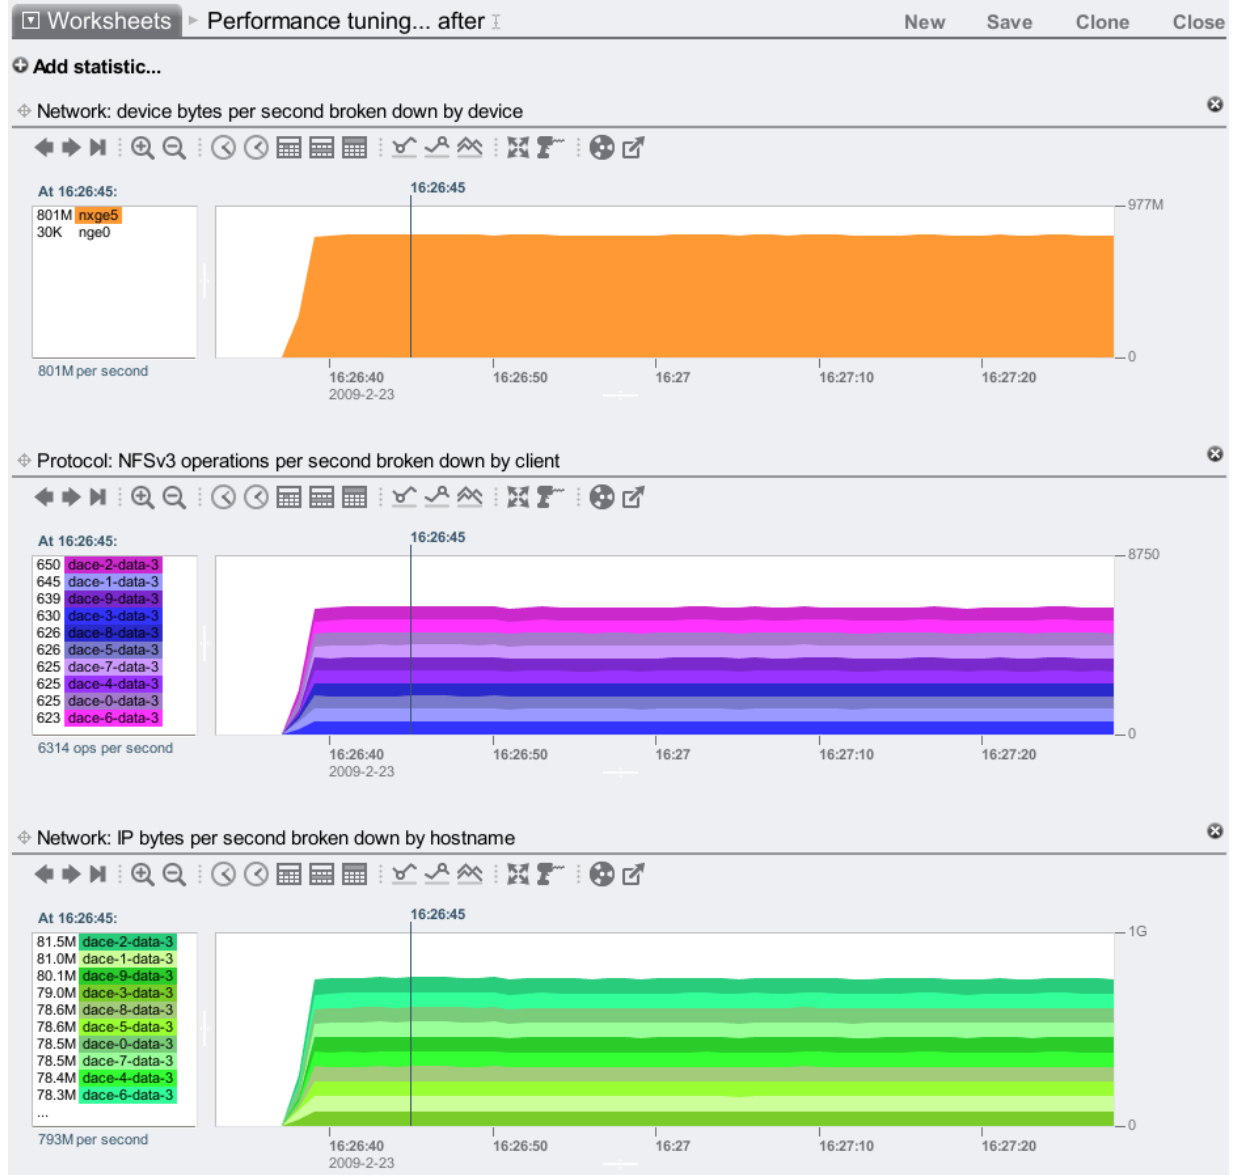 Worksheets Performance tuning... after New Save Clone Close
Add statistic...
Network: device bytes per second broken down by device
At 16:26:45:
16:26:45
801M nxge5
30K nge0
801M per second
977M
0
16:26:40 16:26:50 16:27 16:27:10 16:27:20
2009-2-23
Protocol: NFSv3 operations per second broken down by client
At 16:26:45:
16:26:45
650 dace-2-data-3
645 dace-1-data-3
639 dace-9-data-3
630 dace-3-data-3
626 dace-8-data-3
626 dace-5-data-3
625 dace-7-data-3
625 dace-4-data-3
625 dace-0-data-3
623 dace-6-data-3
6314 ops per second
8750
0
16:26:40 16:26:50 16:27 16:27:10 16:27:20
2009-2-23
Network: IP bytes per second broken down by hostname
At 16:26:45:
16:26:45
81.5M dace-2-data-3
81.0M dace-1-data-3
80.1M dace-9-data-3
79.0M dace-3-data-3
78.6M dace-8-data-3
78.6M dace-5-data-3
78.5M dace-0-data-3
78.5M dace-7-data-3
78.4M dace-4-data-3
78.3M dace-6-data-3
...
793M per second
1G
0
16:26:40 16:26:50 16:27 16:27:10 16:27:20
2009-2-23